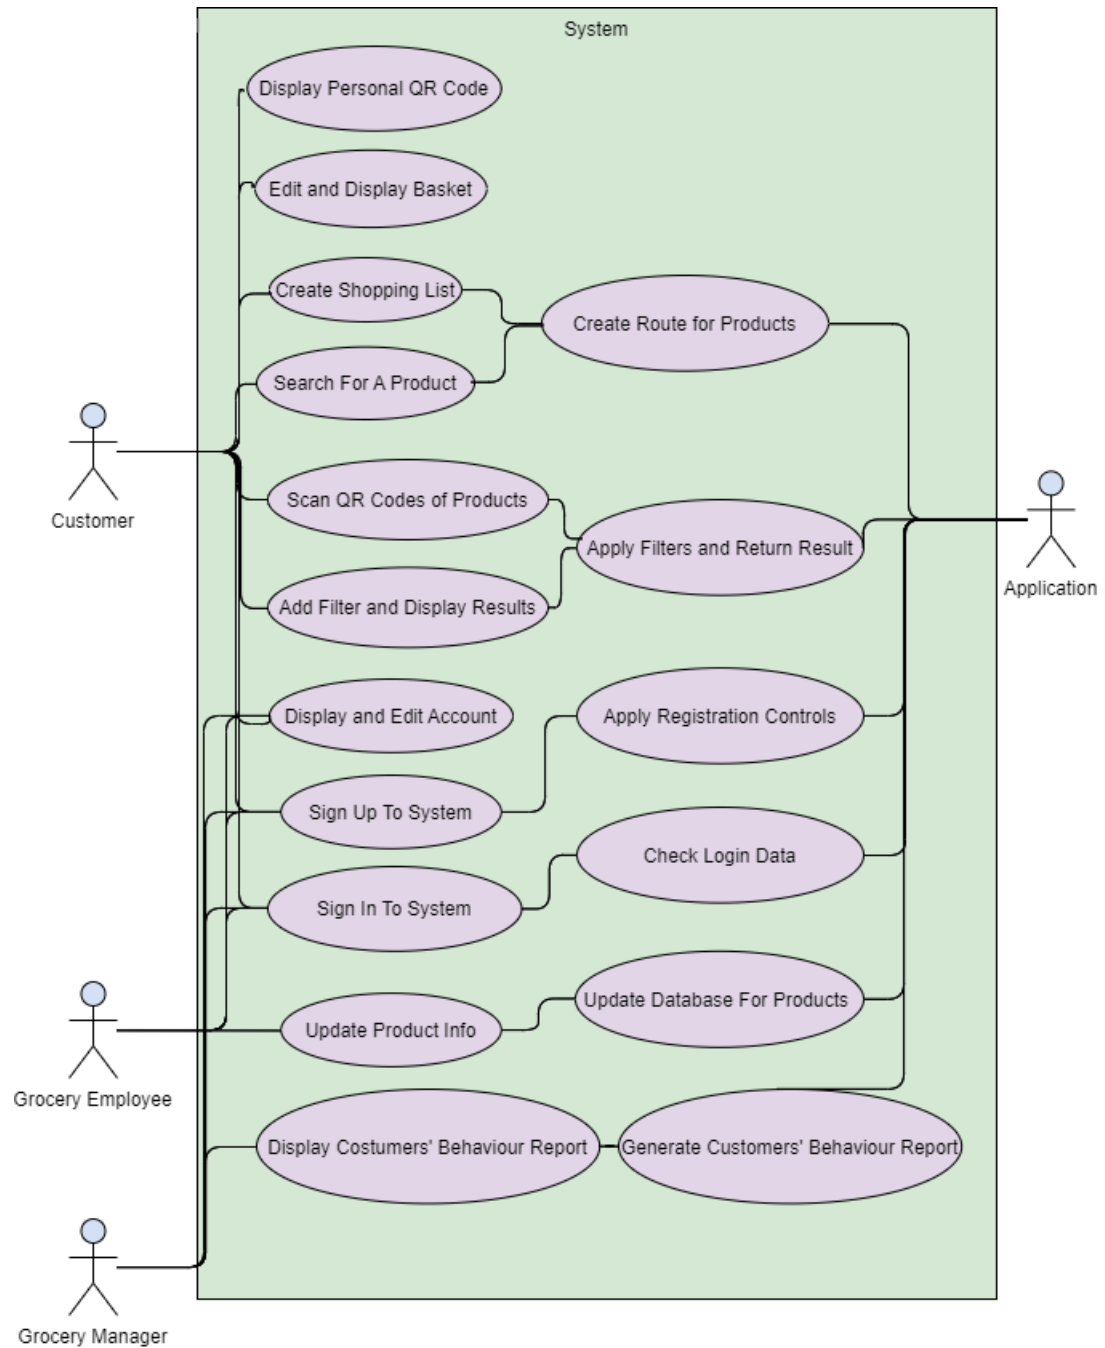 System
Display Personal QR Code
Edit and Display Basket
Create Shopping List
Create Route for Products
Search For A Product
Customer
Scan QR Codes of Products
Apply Filters and Return Result
Application
Add Filter and Display Results
Display and Edit Account
Apply Registration Controls
Sign Up To System
Check Login Data
Sign In To System
Update Database For Products
Update Product Info
Grocery Employee
Display Costumers' Behaviour Report
Generate Customers' Behaviour Report
Grocery Manager